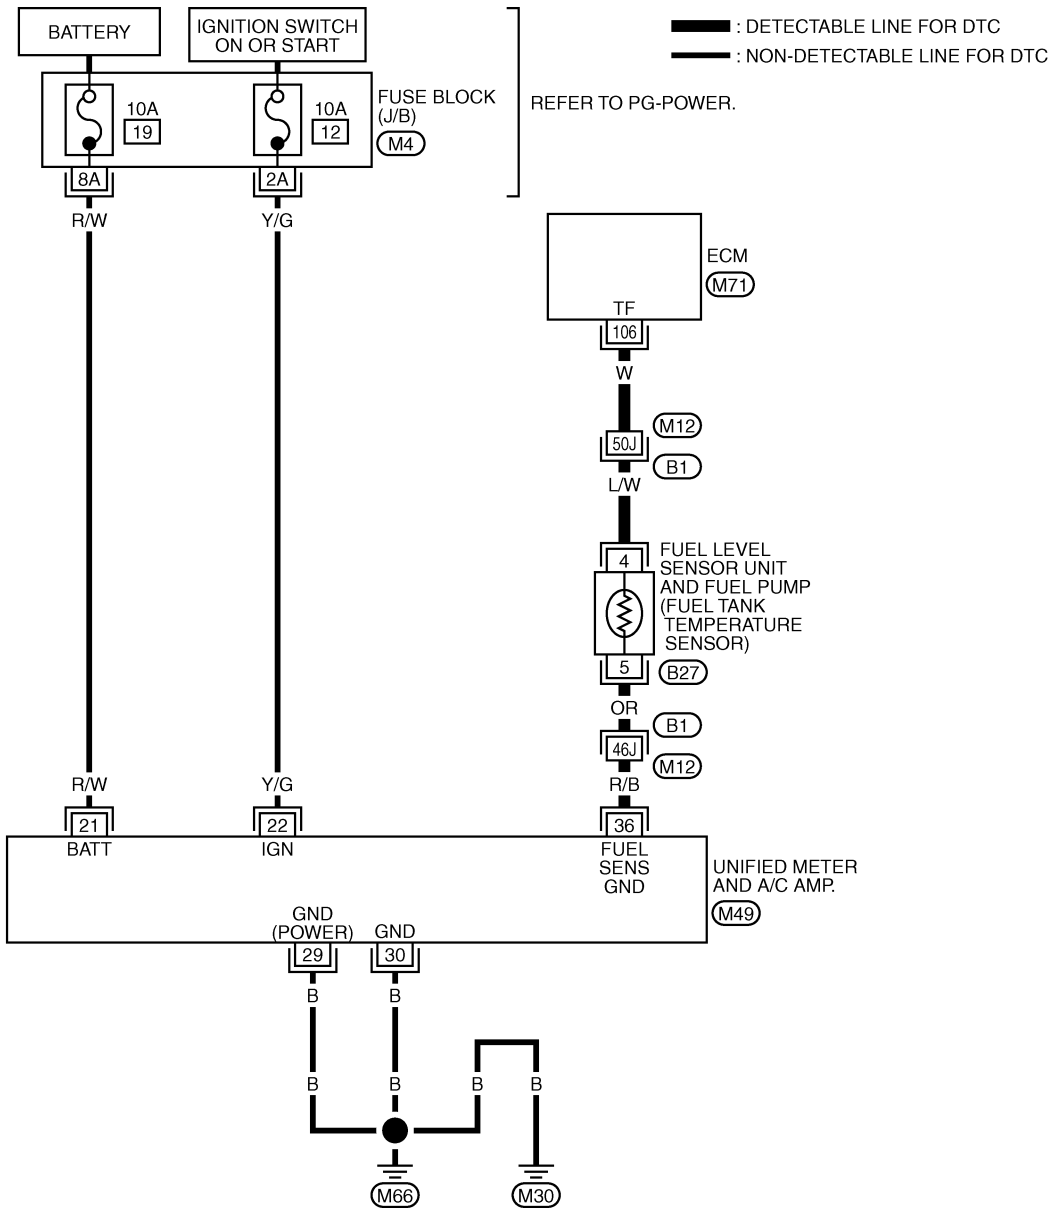 BATTERY
IGNITION SWITCH
ON OR START
: DETECTABLE LINE FOR DTC
: NON-DETECTABLE LINE FOR DTC
10A
19
10A
12
FUSE BLOCK
(J/B)
M4
REFER TO PG-POWER.
8A
2A
R/W
Y/G
ECM
M71
TF
106
W
M12
50J
B1
L/W
4
FUEL LEVEL
SENSOR UNIT
AND FUEL PUMP
(FUEL TANK
TEMPERATURE
SENSOR)
5
B27
OR
B1
46J
M12
R/W
Y/G
R/B
21
22
36
BATT
IGN
FUEL
SENS
GND
UNIFIED METER
AND A/C AMP.
M49
GND
(POWER)
GND
29
30
B
B
B
B
B
B
M66
M30